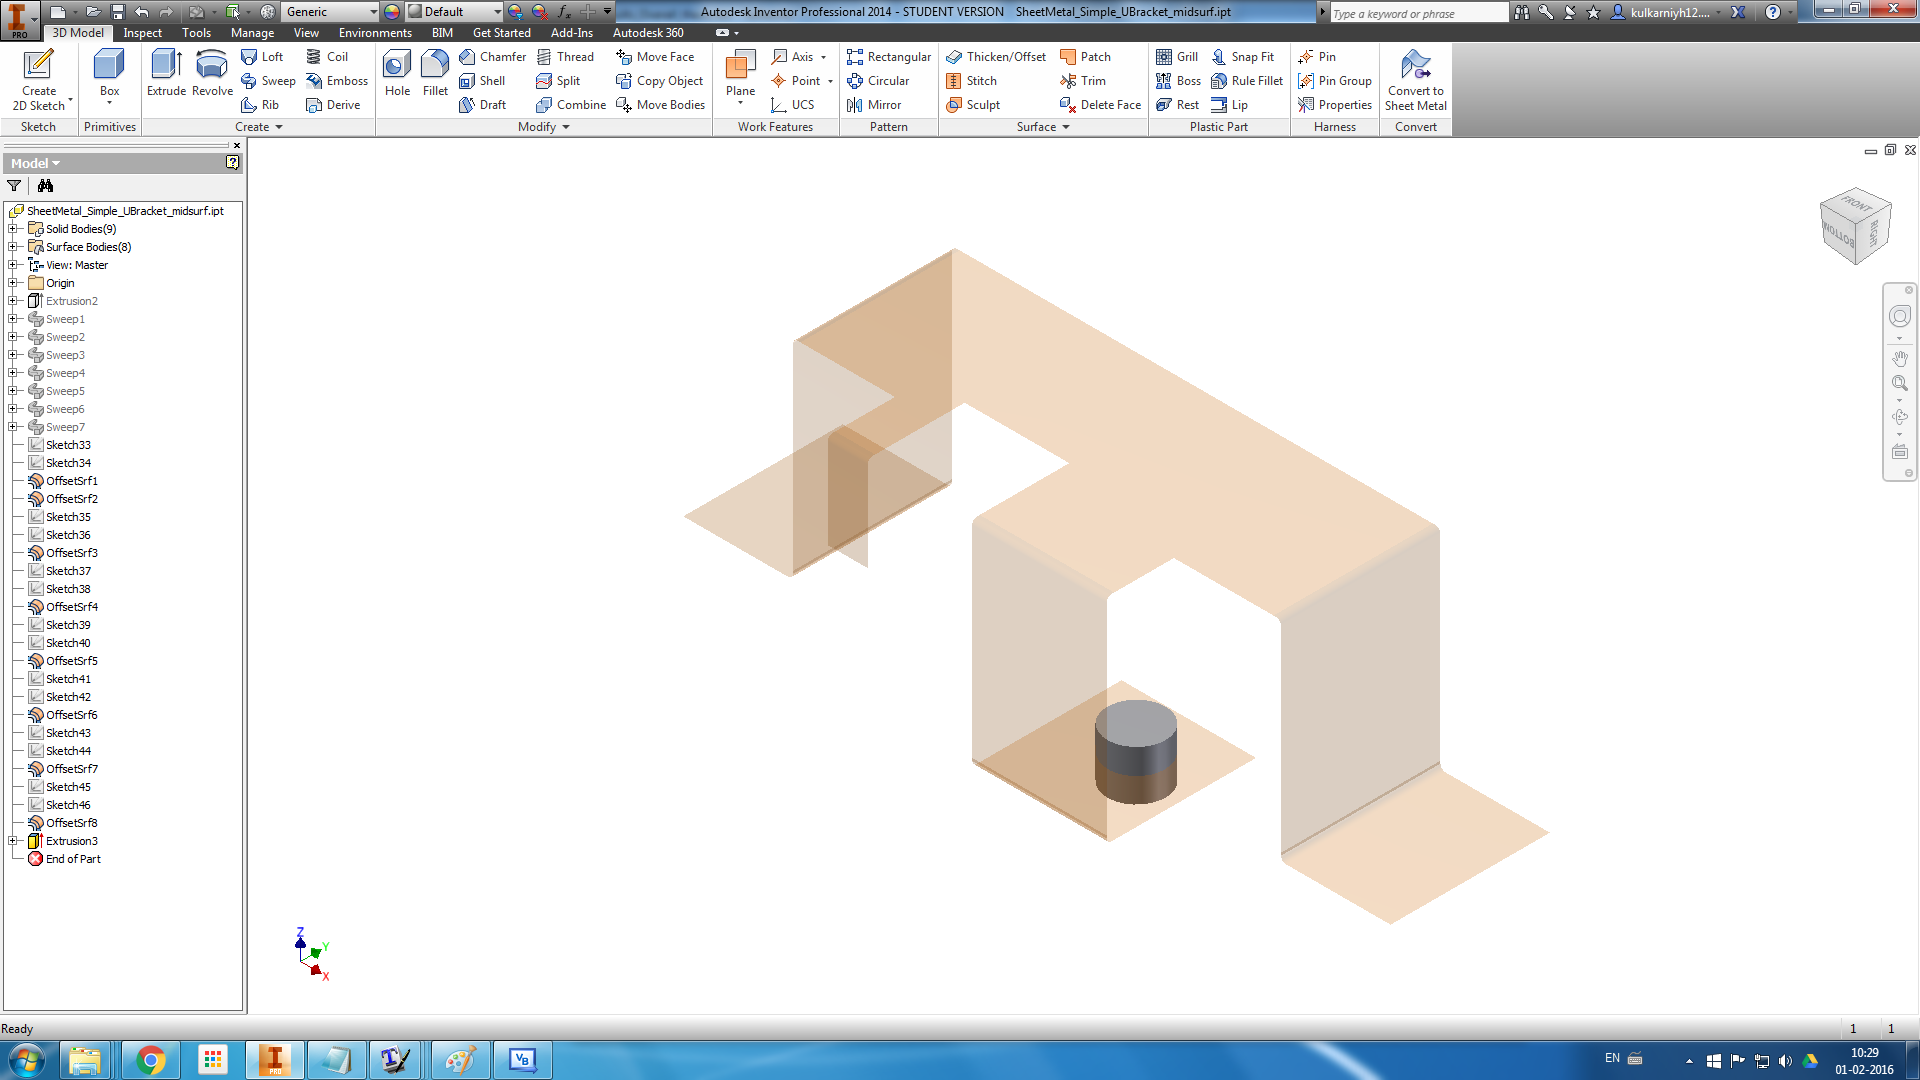 Generic
Default
Autodesk Inventor Professional 2014 - STUDENT VERSION SheetMetal_Simple_UBracket_midsurf.ipt
Type a keyword or phrase
kulkarniyh12....
PRO
3D Model Inspect Tools Manage View Environments BIM Get Started Add-Ins Autodesk 360
Create
2D Sketch
Box
Extrude
Revolve
Loft
Sweep
Rib
Coil
Emboss
Derive
Hole
Fillet
Chamfer
Shell
Draft
Thread
Split
Combine
Move Face
Copy Object
Move Bodies
Plane
Axis
Point
UCS
Rectangular
Circular
Mirror
Thicken/Offset
Stitch
Sculpt
Patch
Trim
Delete Face
Grill
Boss
Rest
Snap Fit
Rule Fillet
Lip
Pin
Pin Group
Properties
Convert to
Sheet Metal
Sketch Primitives Create Modify Work Features Pattern Surface Plastic Part Harness Convert
Model
SheetMetal_Simple_UBracket_midsurf.ipt
Solid Bodies(9)
Surface Bodies(8)
View: Master
Origin
Extrusion2
Sweep1
Sweep2
Sweep3
Sweep4
Sweep5
Sweep6
Sweep7
Sketch33
Sketch34
OffsetSrf1
OffsetSrf2
Sketch35
Sketch36
OffsetSrf3
Sketch37
Sketch38
OffsetSrf4
Sketch39
Sketch40
OffsetSrf5
Sketch41
Sketch42
OffsetSrf6
Sketch43
Sketch44
OffsetSrf7
Sketch45
Sketch46
OffsetSrf8
Extrusion3
End of Part
FRONT
BOTTOM
RIGHT
Z
Y
X
Ready
1 1
PRO
VB
EN
10:29
01-02-2016